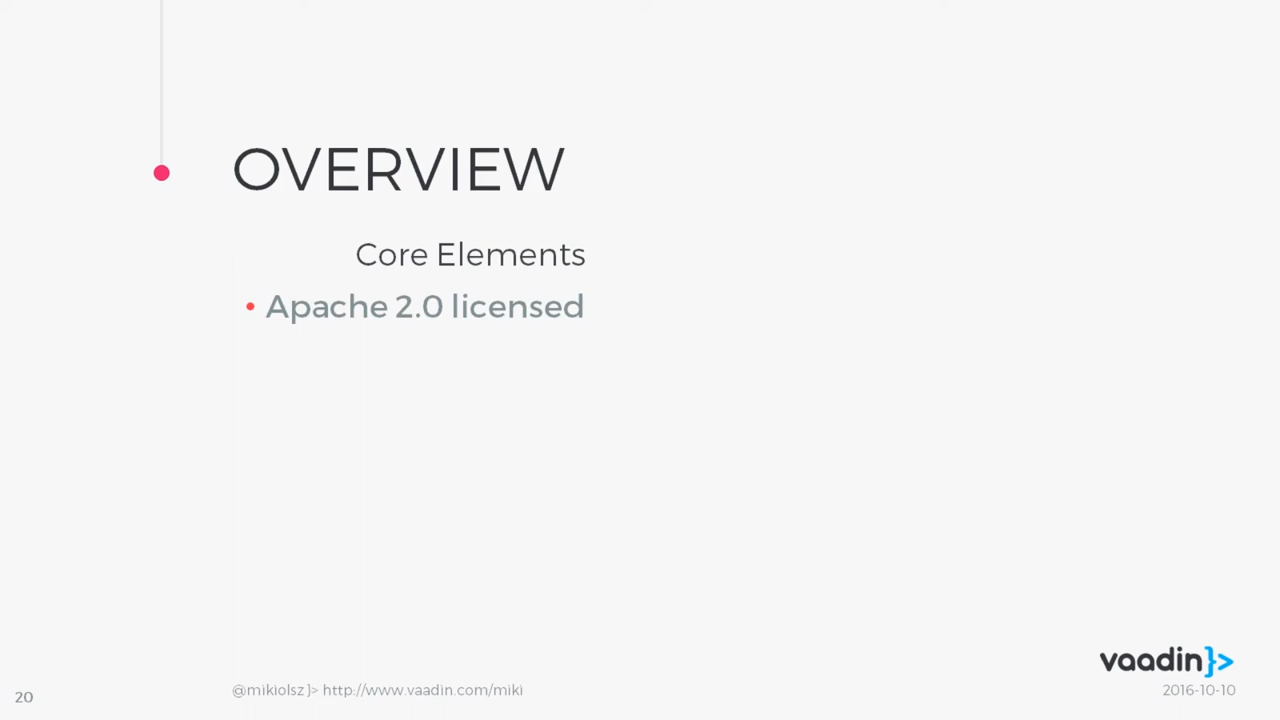 OVERVIEW
Core Elements
• Apache 2.0 licensed
vaadin}>
20
@mikiolsz }> http://www.vaadin.com/miki
2016-10-10